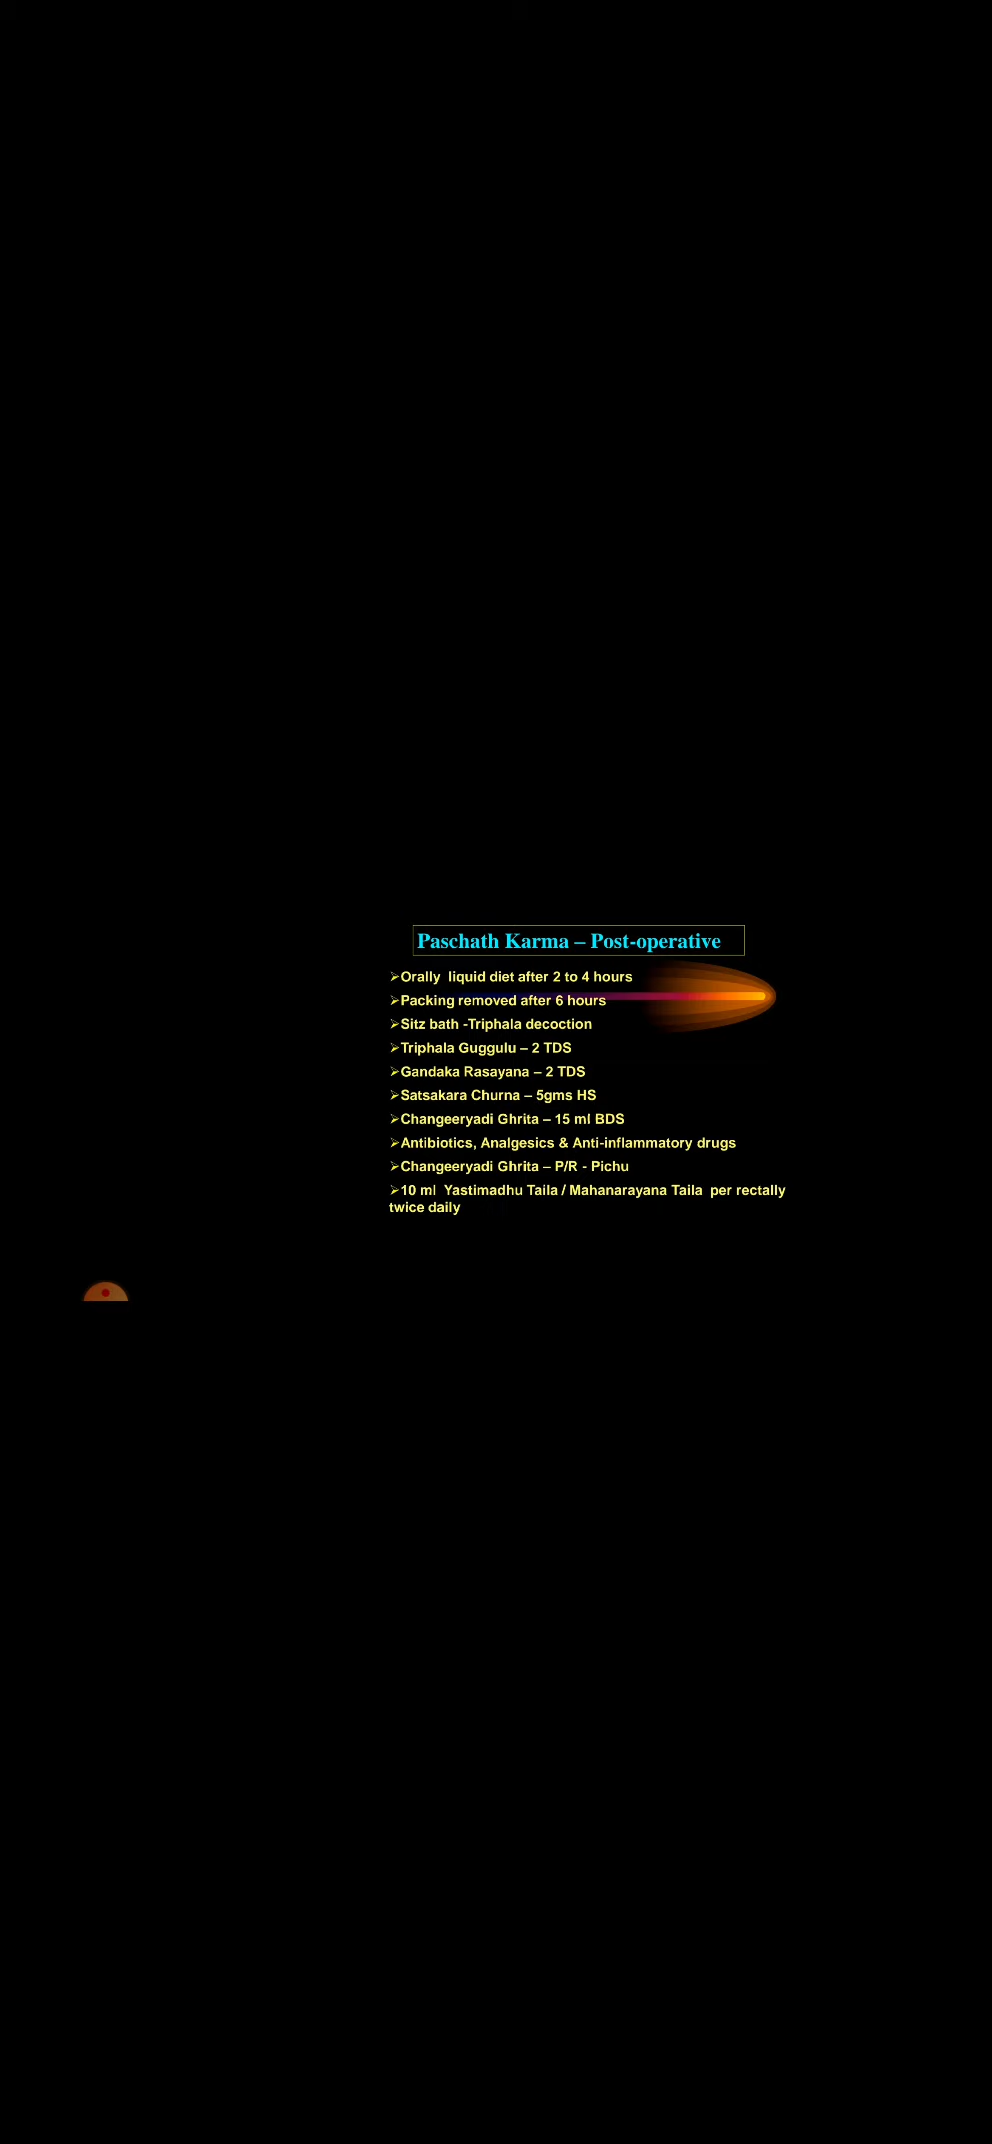 Paschath Karma – Post-operative
➢Orally liquid diet after 2 to 4 hours
➢Packing removed after 6 hours
➢Sitz bath -Triphala decoction
➢Triphala Guggulu – 2 TDS
➢Gandaka Rasayana – 2 TDS
➢Satsakara Churna – 5gms HS
➢Changeeryadi Ghrita – 15 ml BDS
➢Antibiotics, Analgesics & Anti-inflammatory drugs
➢Changeeryadi Ghrita – P/R - Pichu
➢10 ml Yastimadhu Taila / Mahanarayana Taila per rectally
twice daily